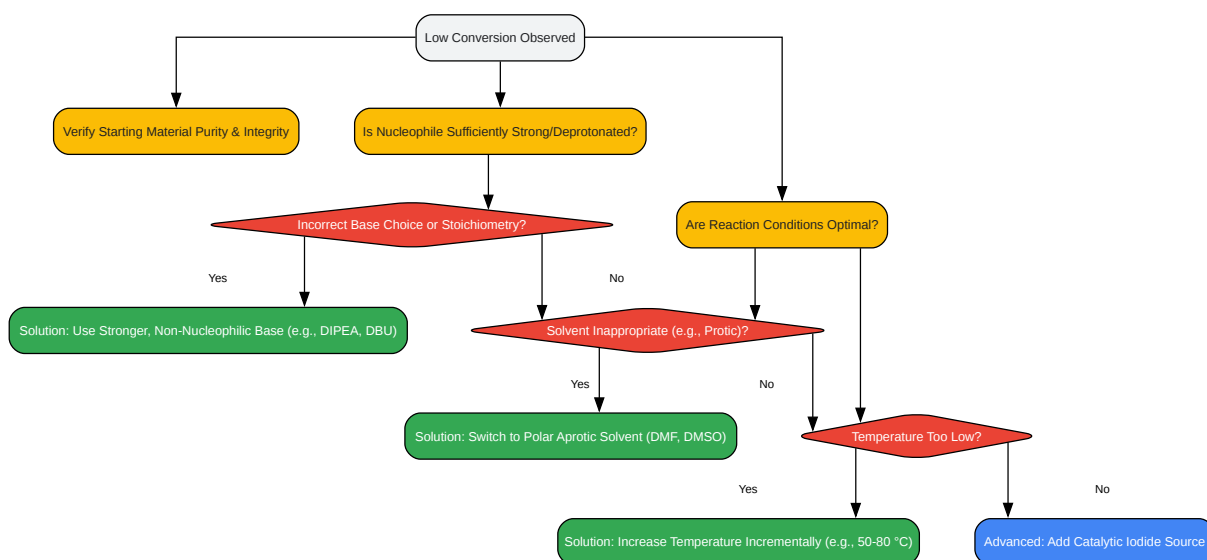 Low Conversion Observed
Verify Starting Material Purity & Integrity
Is Nucleophile Sufficiently Strong/Deprotonated?
Incorrect Base Choice or Stoichiometry?
Are Reaction Conditions Optimal?
Yes
No
Solution: Use Stronger, Non-Nucleophilic Base (e.g., DIPEA, DBU)
Solvent Inappropriate (e.g., Protic)?
Yes
No
Solution: Switch to Polar Aprotic Solvent (DMF, DMSO)
Temperature Too Low?
Yes
No
Solution: Increase Temperature Incrementally (e.g., 50-80 °C)
Advanced: Add Catalytic Iodide Source